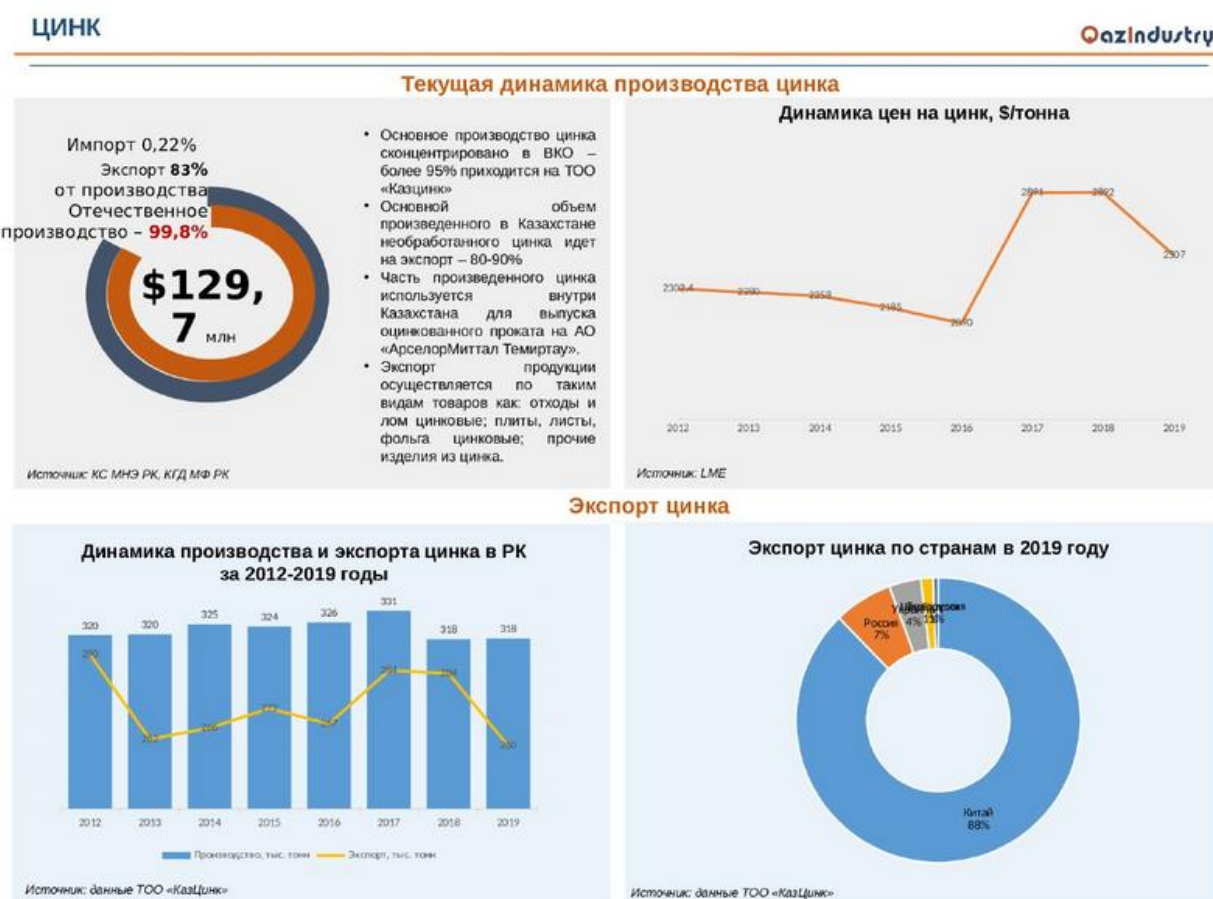 ЦИНК
QazIndustry
Текущая динамика производства цинка
Импорт 0,22%
Экспорт 83%
от производства
Отечественное
производство – 99,8%
$129,
7 млн
• Основное производство цинка
сконцентрировано в ВКО –
более 95% приходится на ТОО
«Казцинк»
• Основной объем
произведенного в Казахстане
необработанного цинка идет
на экспорт – 80-90%
• Часть произведенного цинка
используется внутри
Казахстана для выпуска
оцинкованного проката на АО
«АрселорМиттал Темиртау».
• Экспорт продукции
осуществляется по таким
видам товаров как: отходы и
лом цинковые; плиты, листы,
фольга цинковые; прочие
изделия из цинка.
Источник: КС МНЭ РК, КГД МФ РК
Динамика цен на цинк, $/тонна
2891 2892
2507
2012 2013 2014 2015 2016 2017 2018 2019
Источник: LME
Экспорт цинка
Динамика производства и экспорта цинка в РК
за 2012-2019 годы
320 320 325 324 326 331 318 318
2012 2013 2014 2015 2016 2017 2018 2019
Производство, тыс. тонн Экспорт, тыс. тонн
Источник: данные ТОО «КазЦинк»
Экспорт цинка по странам в 2019 году
Россия
7%
4%
Китай
88%
Источник: данные ТОО «КазЦинк»